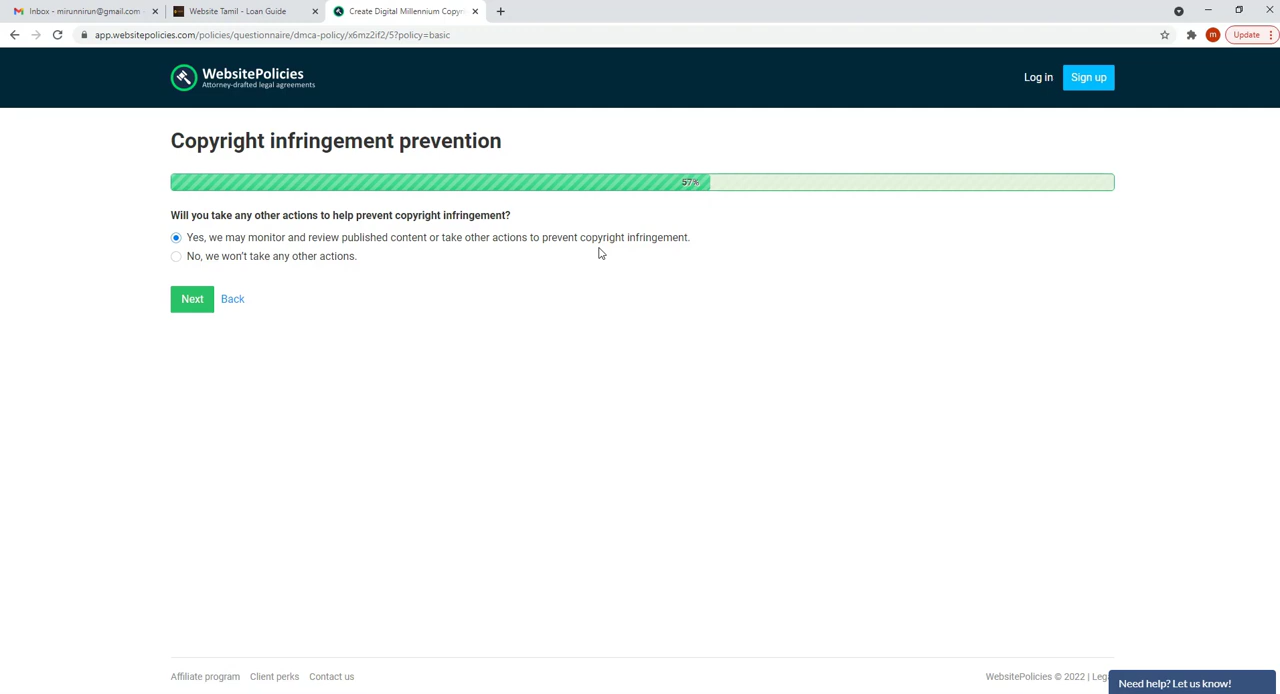 Inbox - mirunnirun@gmail.com
Website Tamil - Loan Guide
Create Digital Millennium Copyr
app.websitepolicies.com/policies/questionnaire/dmca-policy/x6mz2if2/5?policy=basic
m
Update
WebsitePolicies
Attorney-drafted legal agreements
Log in
Sign up
Copyright infringement prevention
57%
Will you take any other actions to help prevent copyright infringement?
Yes, we may monitor and review published content or take other actions to prevent copyright infringement.
No, we won't take any other actions.
Next
Back
Affiliate program
Client perks
Contact us
WebsitePolicies © 2022 | Lega
Need help? Let us know!